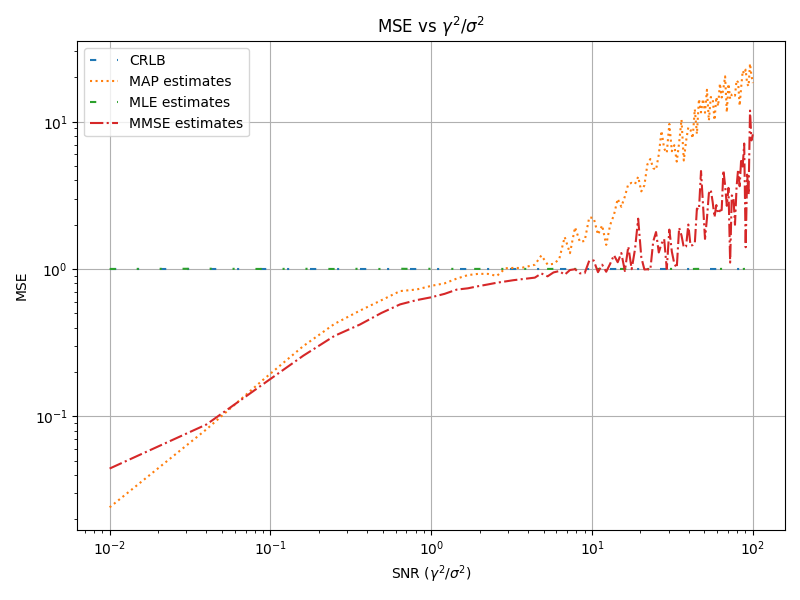 MSE vs γ²/σ²
CRLB
MAP estimates
MLE estimates
MMSE estimates
MSE
10¹
10⁰
10⁻¹
10⁻²
10⁻¹
10⁰
10¹
10²
SNR (γ²/σ²)